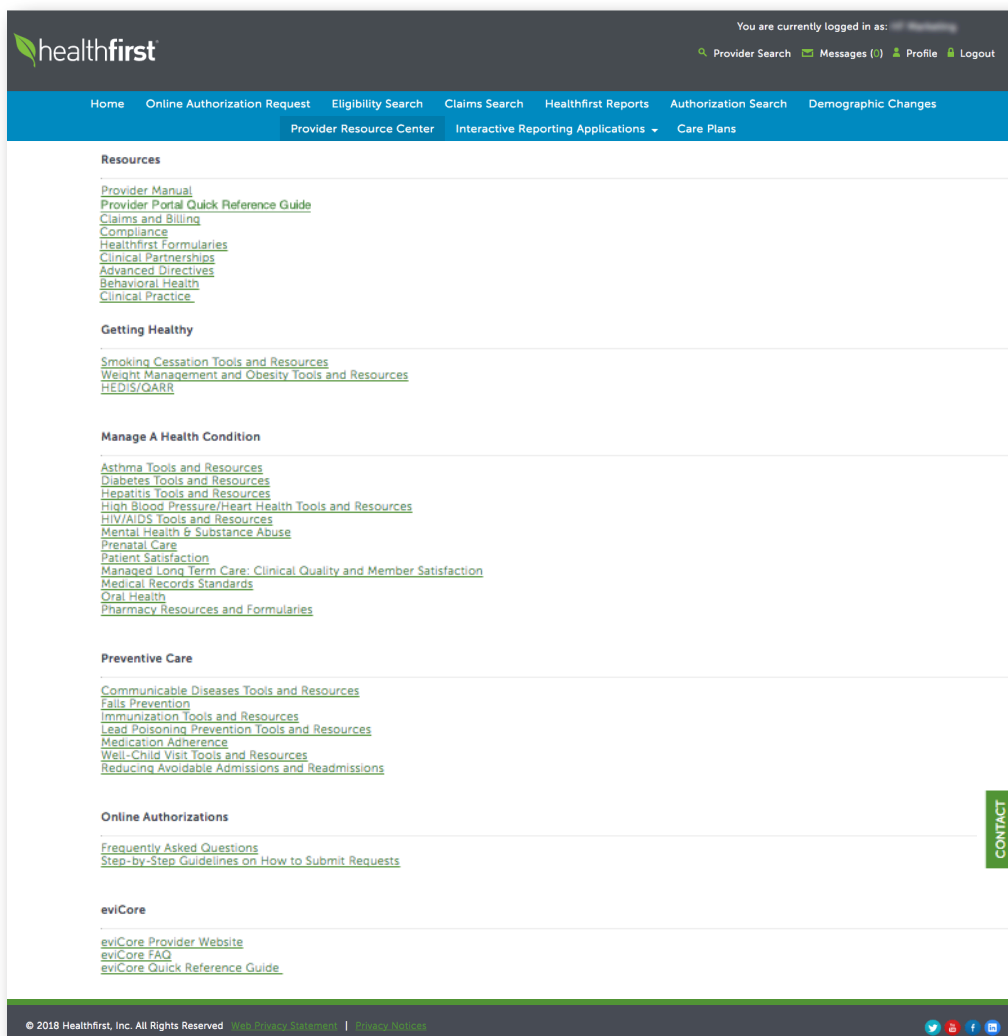 You are currently logged in as:
healthfirst
Provider Search Messages (0) Profile Logout
Home Online Authorization Request Eligibility Search Claims Search Healthfirst Reports Authorization Search Demographic Changes
Provider Resource Center Interactive Reporting Applications Care Plans
Resources
Provider Manual
Provider Portal Quick Reference Guide
Claims and Billing
Compliance
Healthfirst Formularies
Clinical Partnerships
Advanced Directives
Behavioral Health
Clinical Practice
Getting Healthy
Smoking Cessation Tools and Resources
Weight Management and Obesity Tools and Resources
HEDIS/QARR
Manage A Health Condition
Asthma Tools and Resources
Diabetes Tools and Resources
Hepatitis Tools and Resources
High Blood Pressure/Heart Health Tools and Resources
HIV/AIDS Tools and Resources
Mental Health & Substance Abuse
Prenatal Care
Patient Satisfaction
Managed Long Term Care: Clinical Quality and Member Satisfaction
Medical Records Standards
Oral Health
Pharmacy Resources and Formularies
Preventive Care
Communicable Diseases Tools and Resources
Falls Prevention
Immunization Tools and Resources
Lead Poisoning Prevention Tools and Resources
Medication Adherence
Well-Child Visit Tools and Resources
Reducing Avoidable Admissions and Readmissions
CONTACT
Online Authorizations
Frequently Asked Questions
Step-by-Step Guidelines on How to Submit Requests
eviCore
eviCore Provider Website
eviCore FAQ
eviCore Quick Reference Guide
© 2018 Healthfirst, Inc. All Rights Reserved Web Privacy Statement | Privacy Notices